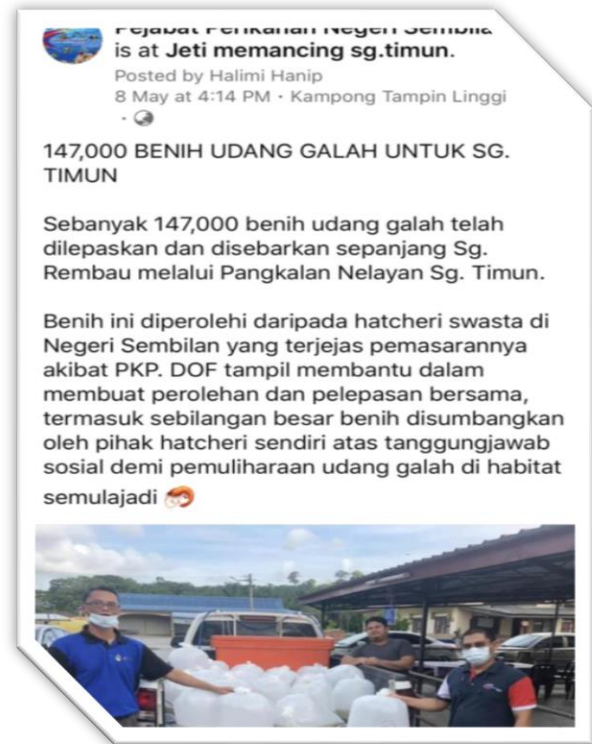 Pejabat Perikanan Negeri Sembila
is at Jeti memancing sg.timun.
Posted by Halimi Hanip
8 May at 4:14 PM · Kampong Tampin Linggi
·
147,000 BENIH UDANG GALAH UNTUK SG.
TIMUN
Sebanyak 147,000 benih udang galah telah
dilepaskan dan disebarkan sepanjang Sg.
Rembau melalui Pangkalan Nelayan Sg. Timun.
Benih ini diperolehi daripada hatcheri swasta di
Negeri Sembilan yang terjejas pemasarannya
akibat PKP. DOF tampil membantu dalam
membuat perolehan dan pelepasan bersama,
termasuk sebilangan besar benih disumbangkan
oleh pihak hatcheri sendiri atas tanggungjawab
sosial demi pemuliharaan udang galah di habitat
semulajadi 🦐